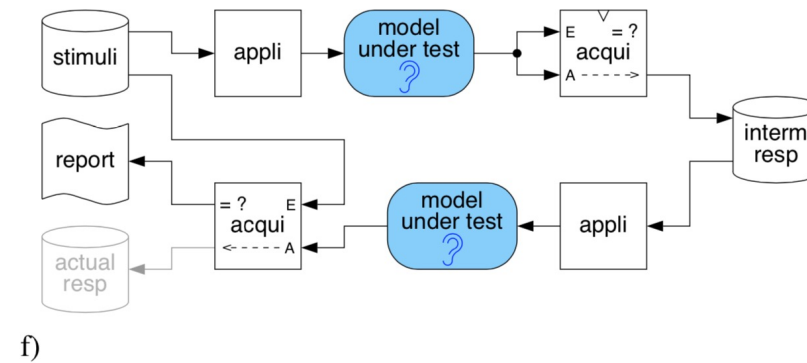 stimuli
appli
model
under test
E = ?
acqui
A ---->
interm
resp
report
= ? E
acqui
<----- A
model
under test
appli
actual
resp
f)